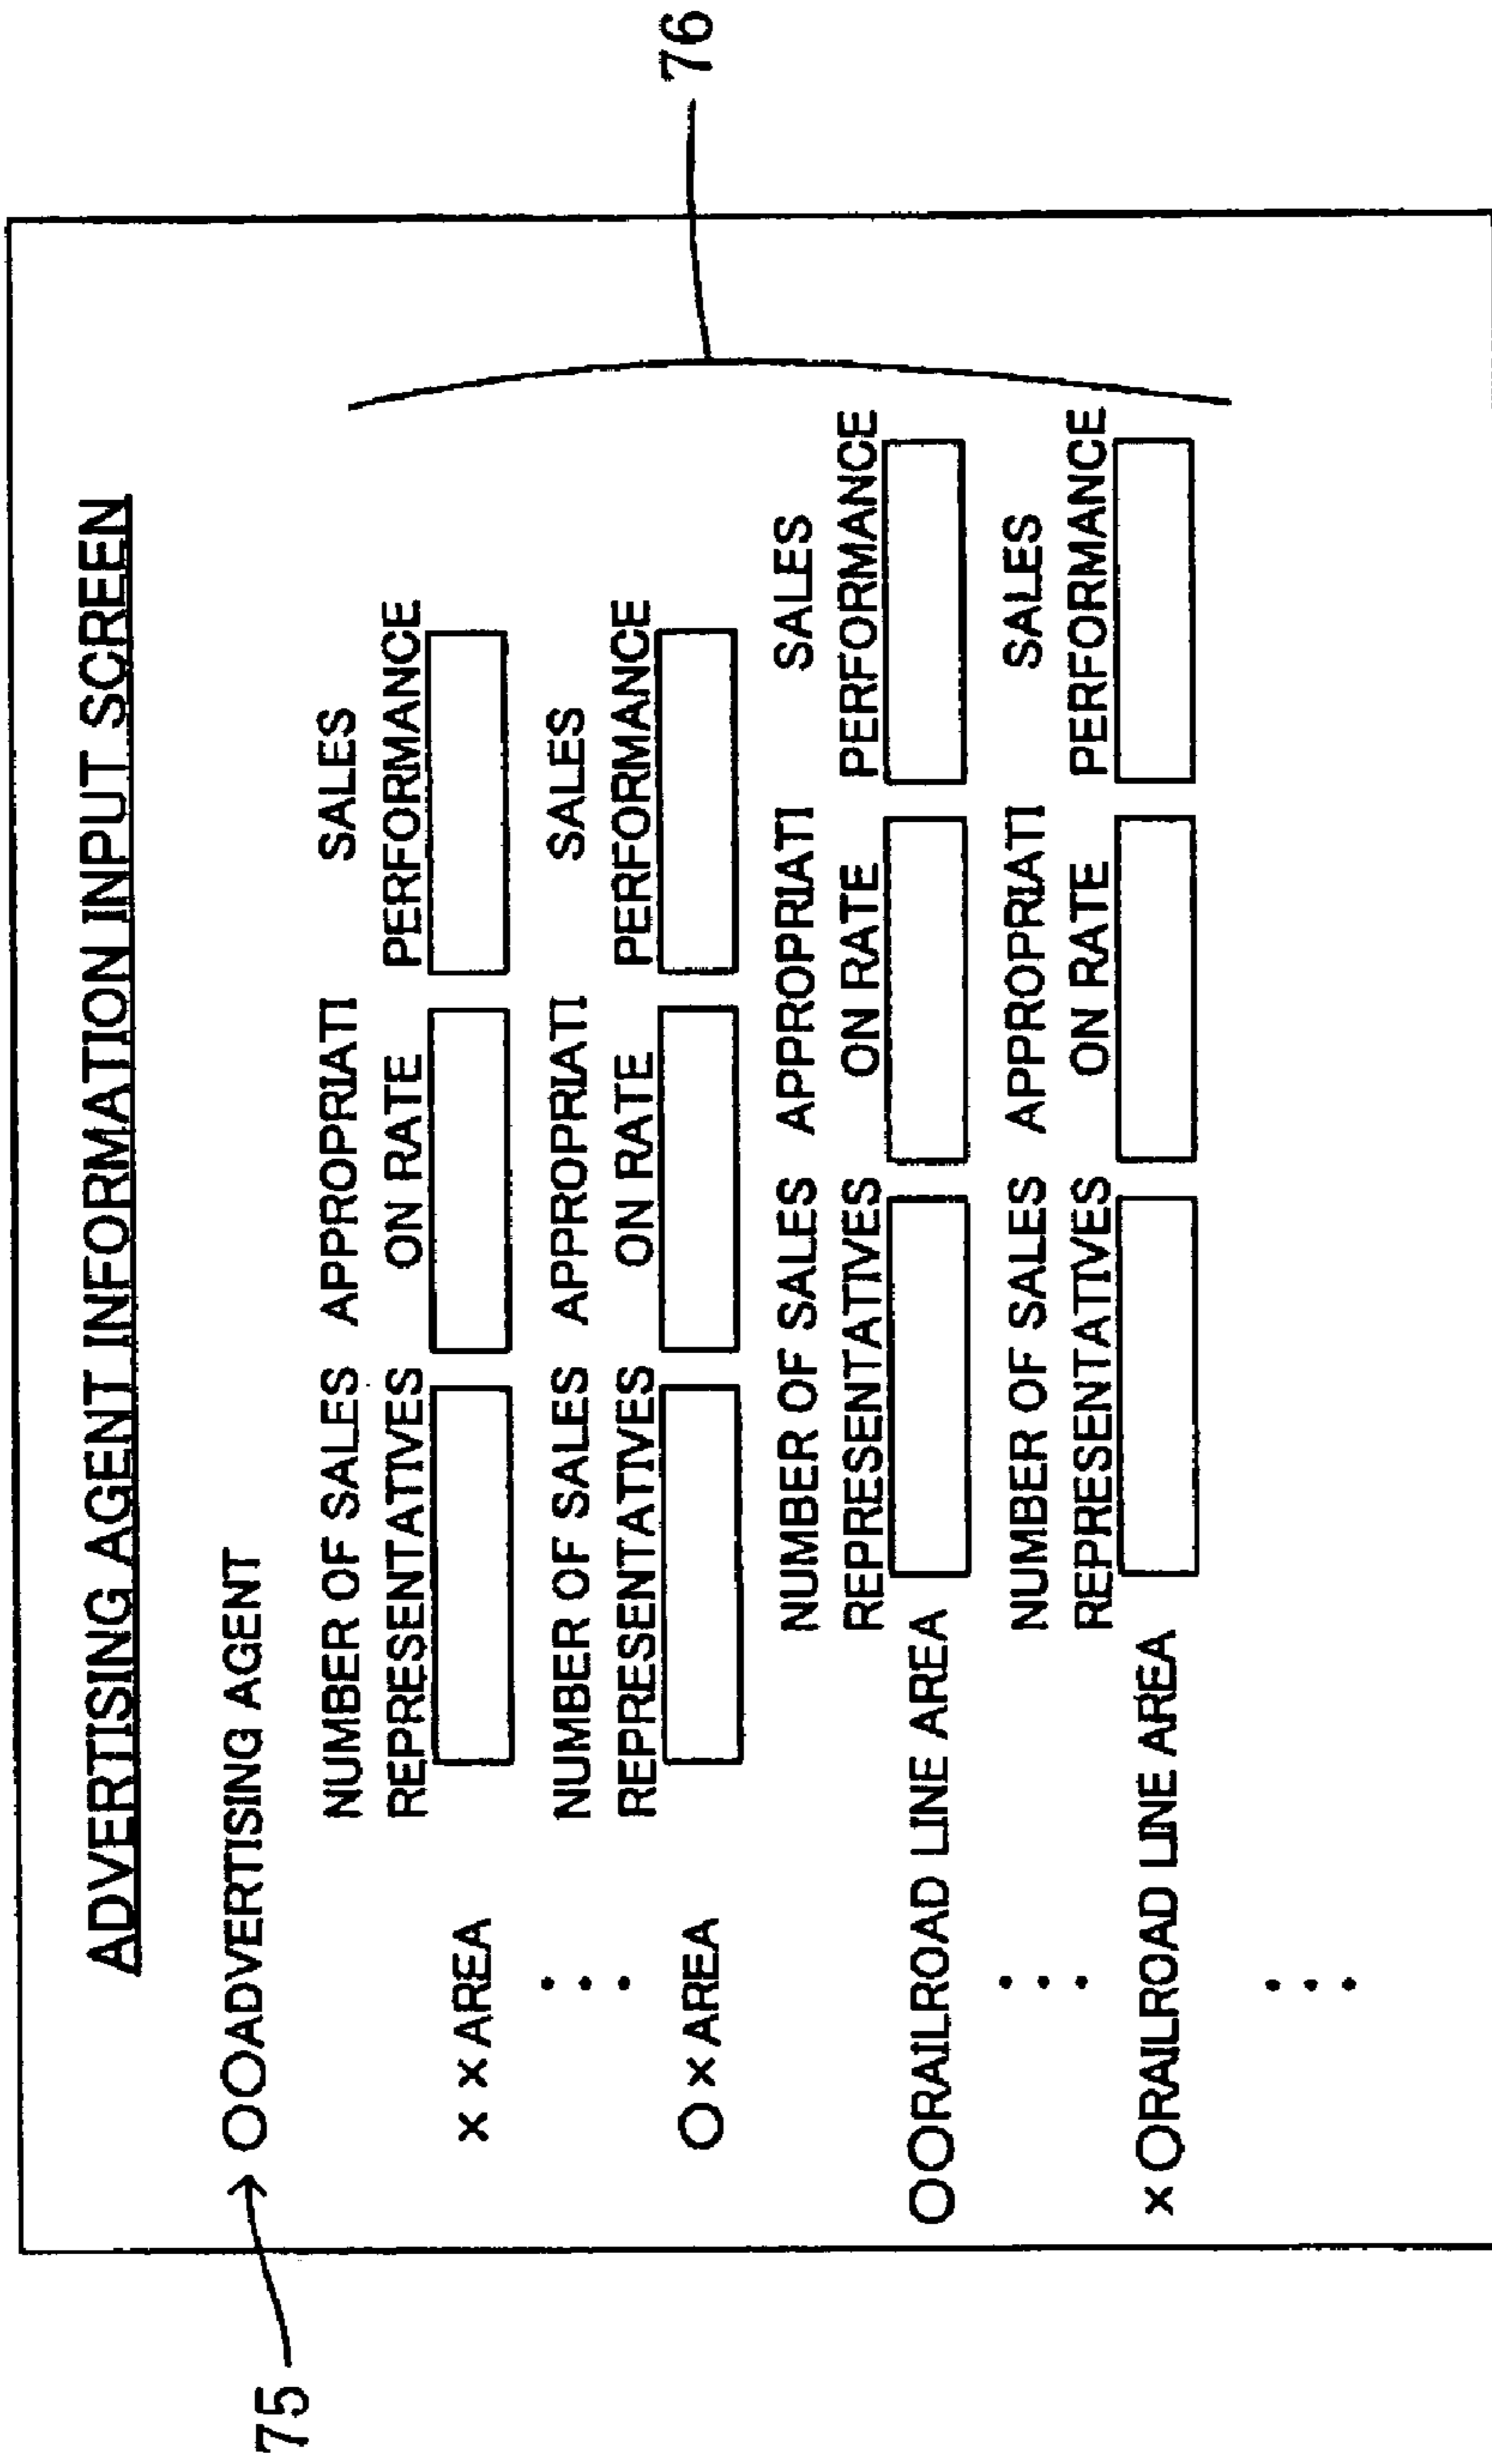 ADVERTISING AGENT INFORMATION INPUT SCREEN
75
○○ADVERTISING AGENT
76
NUMBER OF SALES APPROPRIATI SALES
REPRESENTATIVES ON RATE PERFORMANCE
× × AREA
NUMBER OF SALES APPROPRIATI SALES
REPRESENTATIVES ON RATE PERFORMANCE
○ × AREA
NUMBER OF SALES APPROPRIATI SALES
REPRESENTATIVES ON RATE PERFORMANCE
○○RAILROAD LINE AREA
NUMBER OF SALES APPROPRIATI SALES
REPRESENTATIVES ON RATE PERFORMANCE
× ○RAILROAD LINE AREA